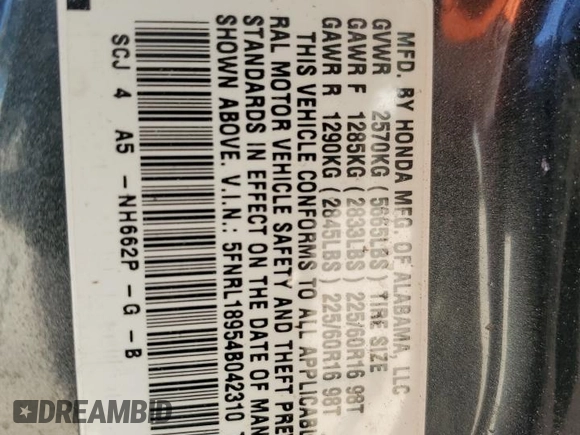 MFD. BY HONDA MFG. OF ALABAMA, LLC
GVWR 2570KG ( 5665LBS ) TIRE SIZE
GAWR F 1285KG ( 2833LBS ) 225/60R16 98T
GAWR R 1290KG ( 2845LBS ) 225/60R16 98T
THIS VEHICLE CONFORMS TO ALL APPLICABL
RAL MOTOR VEHICLE SAFETY AND THEFT PRE
STANDARDS IN EFFECT ON THE DATE OF MAN
SHOWN ABOVE. V.I.N.: 5FNRL18954B042310
SCJ 4 A5 -NH662P - G - B
DREAMBID